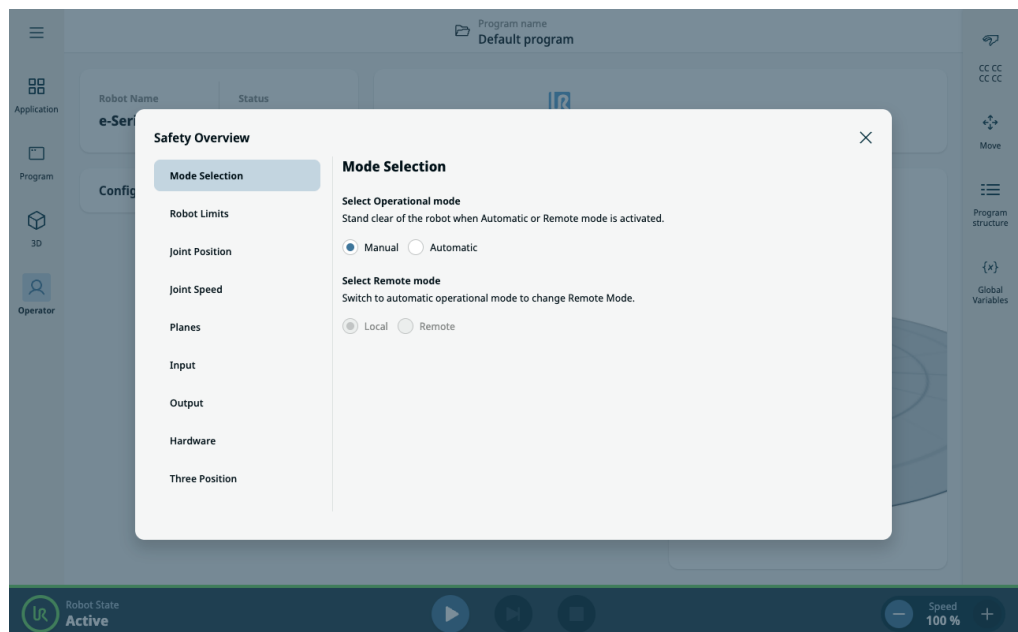 Program name
Default program
Application
Program
3D
Operator
Robot Name
Status
e-Seri
Config
Safety Overview
Mode Selection
Robot Limits
Joint Position
Joint Speed
Planes
Input
Output
Hardware
Three Position
Mode Selection
Select Operational mode
Stand clear of the robot when Automatic or Remote mode is activated.
Manual Automatic
Select Remote mode
Switch to automatic operational mode to change Remote Mode.
Local Remote
CC CC
CC CC
Move
Program
structure
{x}
Global
Variables
UR
Robot State
Active
Speed
100 %